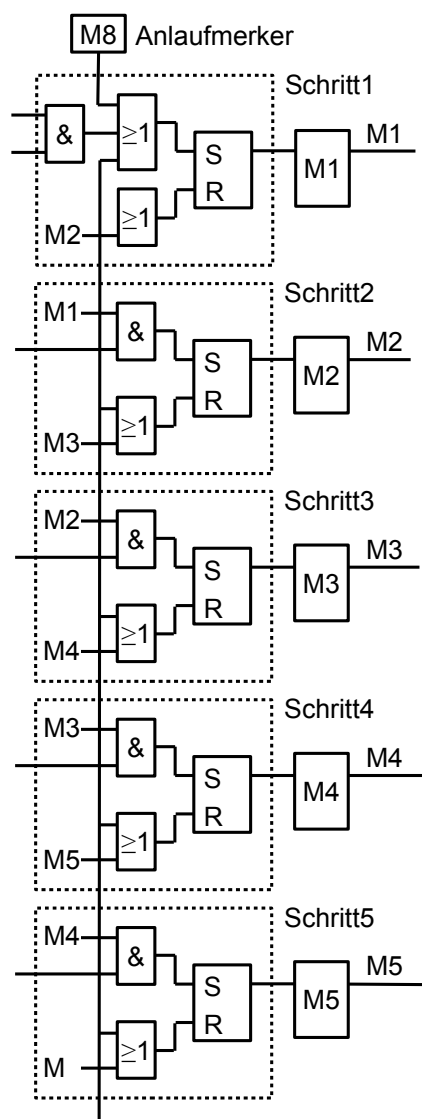 M8 Anlaufmerker
Schritt1
& ≥1 S M1 M1
≥1 R
M2
Schritt2
M1
& S M2 M2
≥1 R
M3
Schritt3
M2
& S M3 M3
≥1 R
M4
Schritt4
M3
& S M4 M4
≥1 R
M5
Schritt5
M4
& S M5 M5
≥1 R
M